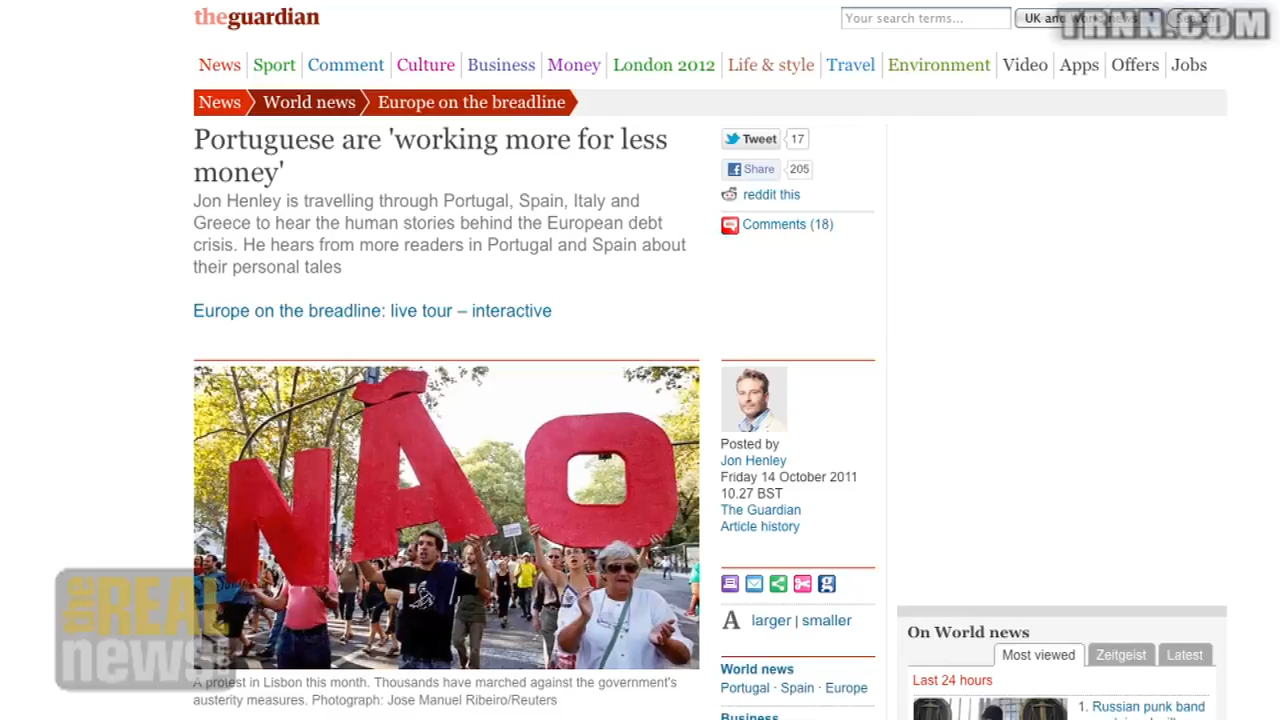 theguardian
Your search terms...
UK and World news
Search
TRNN.COM
News Sport Comment Culture Business Money London 2012 Life & style Travel Environment Video Apps Offers Jobs
News World news Europe on the breadline
Portuguese are 'working more for less
money'
Jon Henley is travelling through Portugal, Spain, Italy and
Greece to hear the human stories behind the European debt
crisis. He hears from more readers in Portugal and Spain about
their personal tales
Europe on the breadline: live tour – interactive
Tweet 17
Share 205
reddit this
Comments (18)
NÃO
A protest in Lisbon this month. Thousands have marched against the government's
austerity measures. Photograph: Jose Manuel Ribeiro/Reuters
the
REAL
news
Posted by
Jon Henley
Friday 14 October 2011
10.27 BST
The Guardian
Article history
A larger | smaller
World news
Portugal · Spain · Europe
Business
On World news
Most viewed Zeitgeist Latest
Last 24 hours
1. Russian punk band